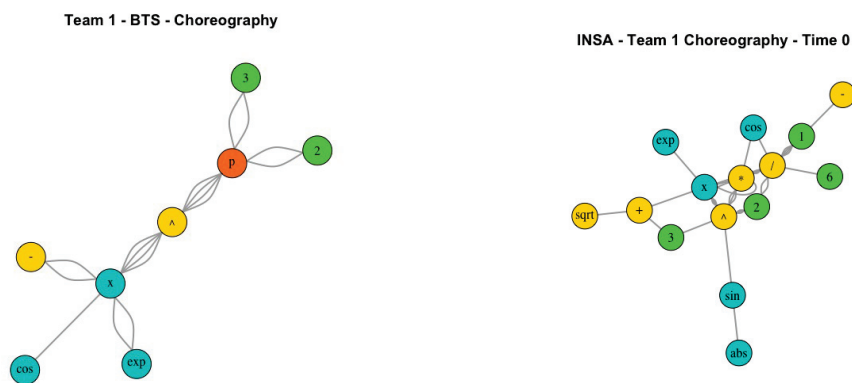 Team 1 - BTS - Choreography
3
2
p
^
-
x
cos
exp
INSA - Team 1 Choreography - Time 0
-
cos
1
exp
/
*
6
x
2
sqrt
+
^
3
sin
abs